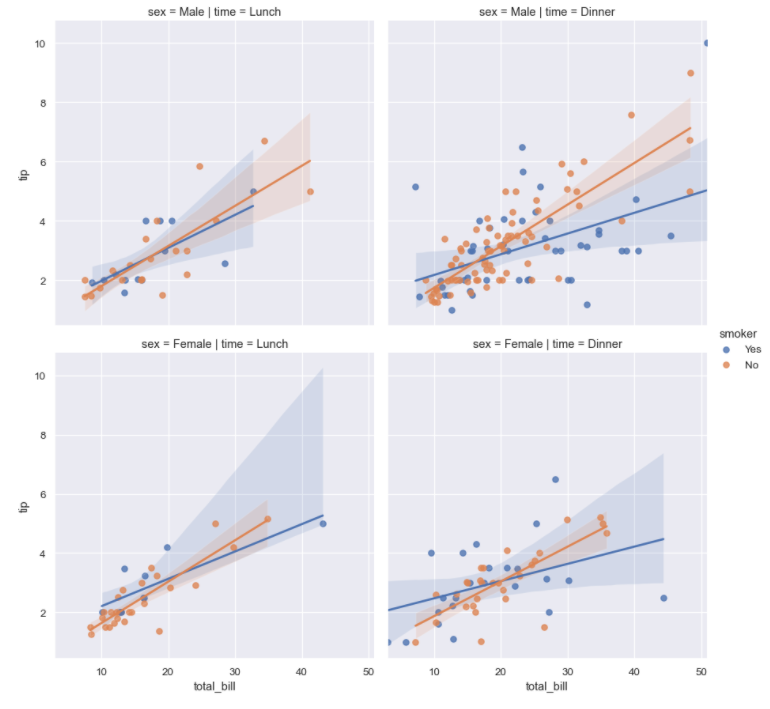 sex = Male | time = Lunch
sex = Male | time = Dinner
10
8
6
4
2
tip
sex = Female | time = Lunch
sex = Female | time = Dinner
smoker
Yes
No
10
8
6
4
2
tip
10 20 30 40 50
10 20 30 40 50
total_bill
total_bill